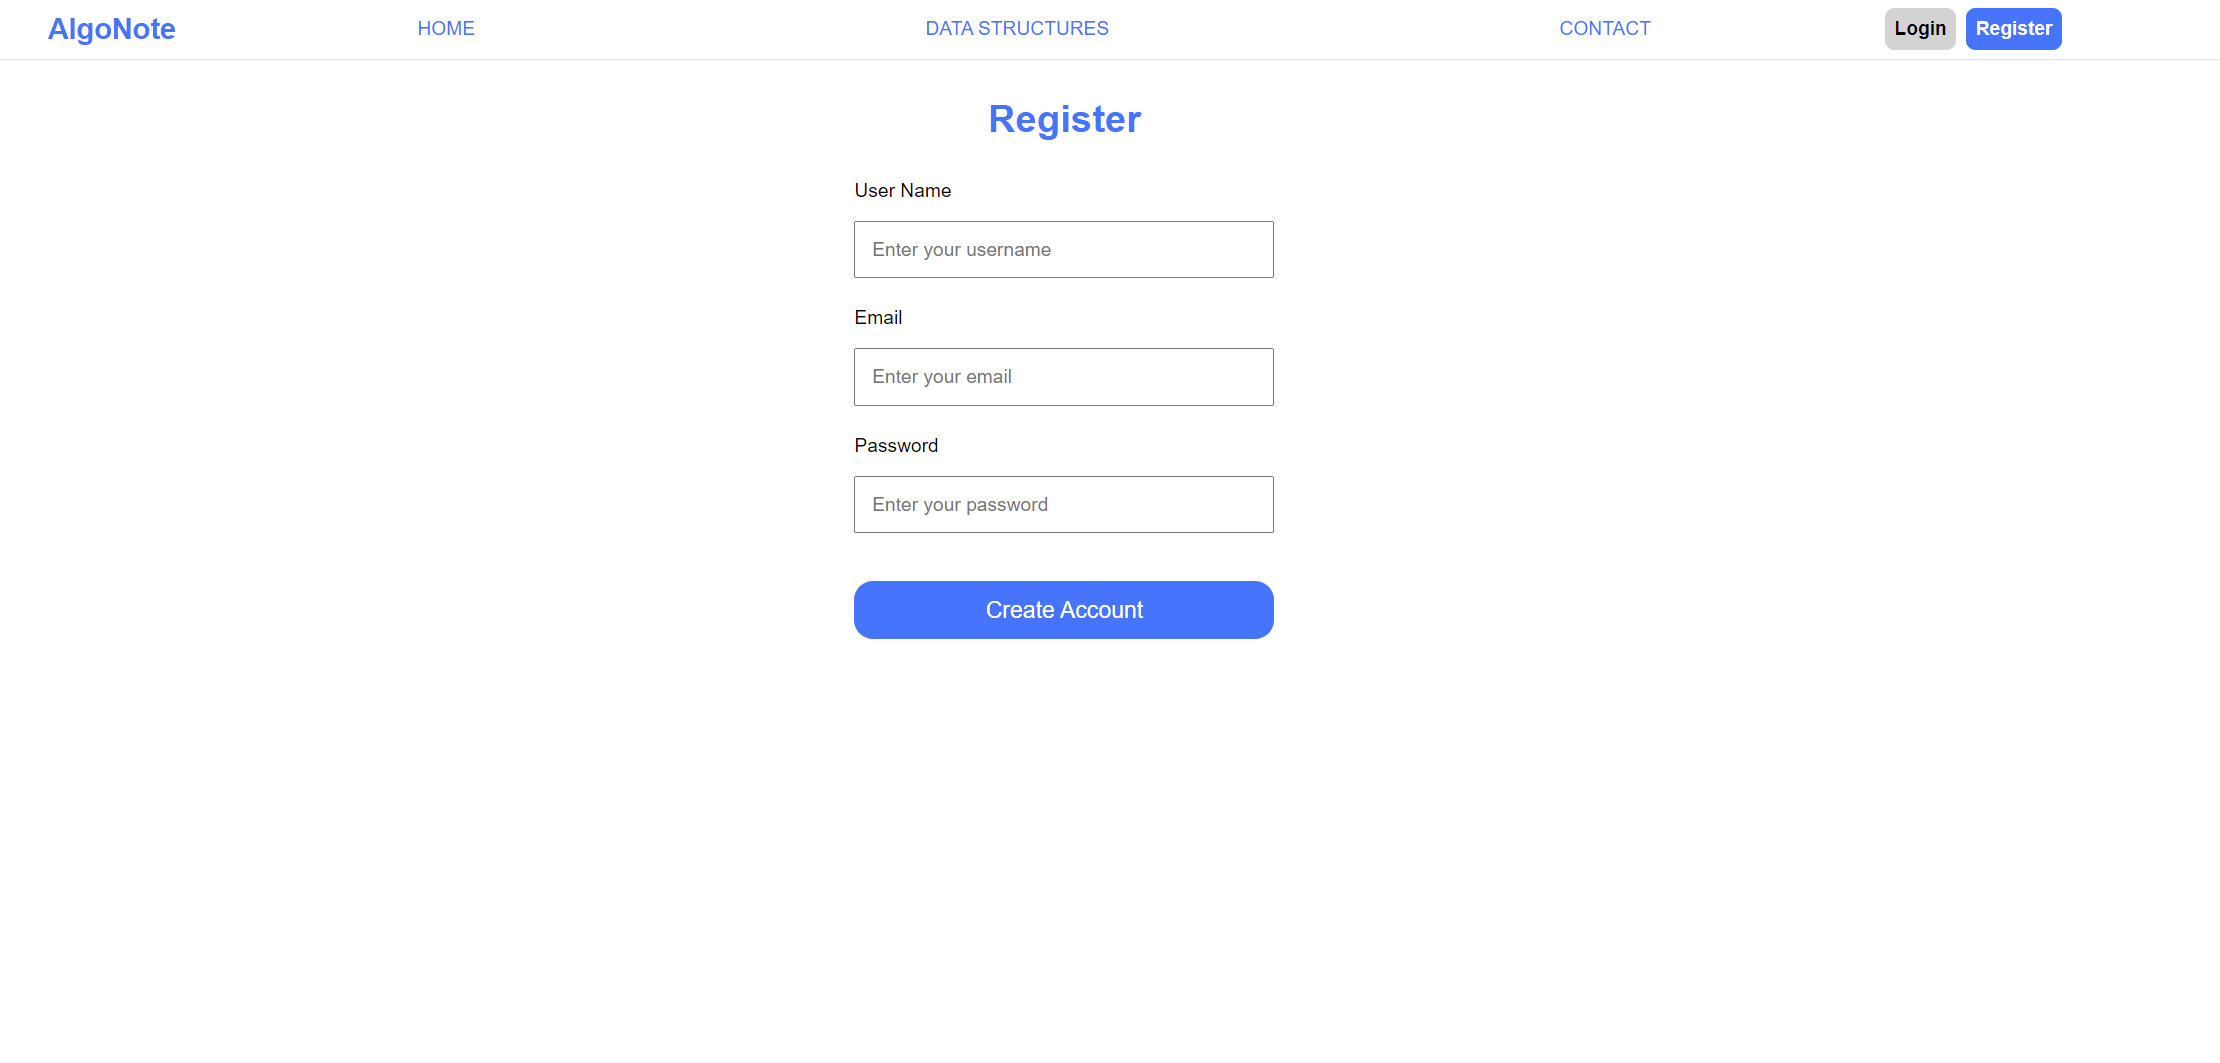 AlgoNote HOME DATA STRUCTURES CONTACT Login Register
Register
User Name
Enter your username
Email
Enter your email
Password
Enter your password
Create Account